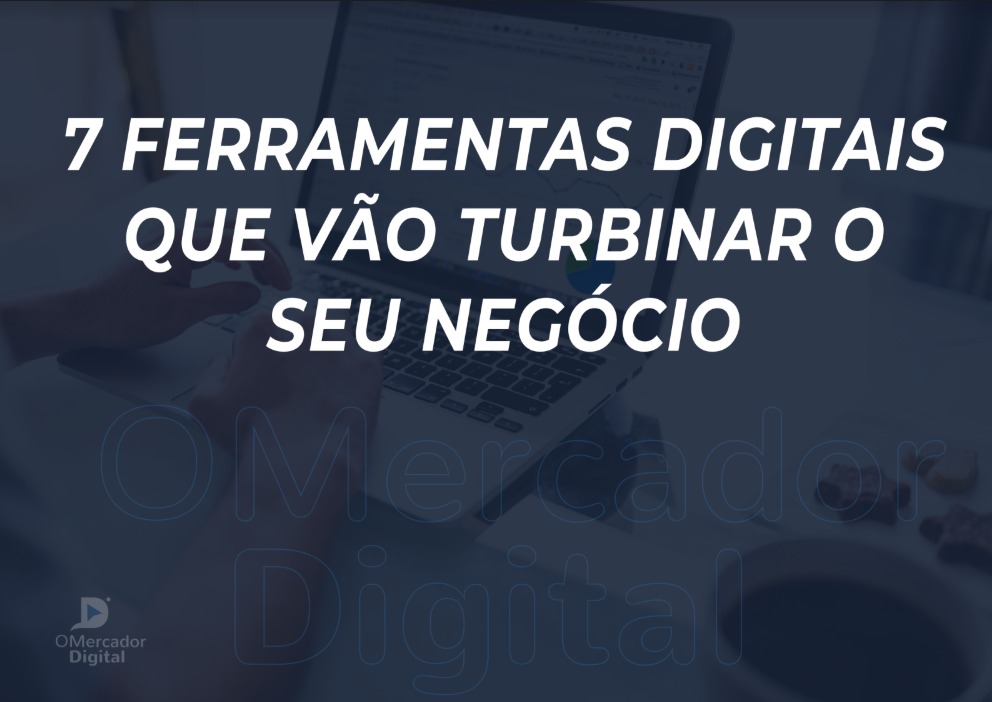 7 FERRAMENTAS DIGITAIS
QUE VÃO TURBINAR O
SEU NEGÓCIO
OMercador
Digital
OMercador
Digital